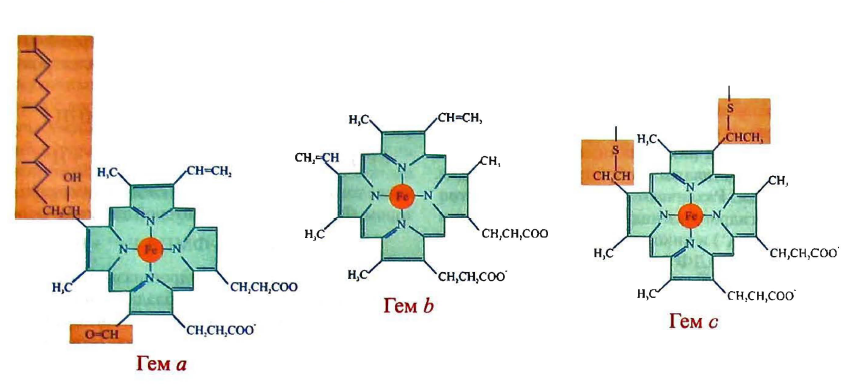 OH
H₂CCH
H₃C
CH=CH₂
N
N
Fe
N
N
H₃C
CH₂CH₂COO
O=CH
CH₂CH₂COO⁻
Гем a
H₃C
CH=CH₂
CH₂=CH
CH₃
N
N
Fe
N
N
H₃C
CH₂CH₂COO
H₃C
CH₂CH₂COO⁻
Гем b
S
CHCH₃
S
H₃C
CH₃CH
CH₃
N
N
Fe
N
N
H₃C
CH₂CH₂COO⁻
H₃C
CH₂CH₂COO⁻
Гем c